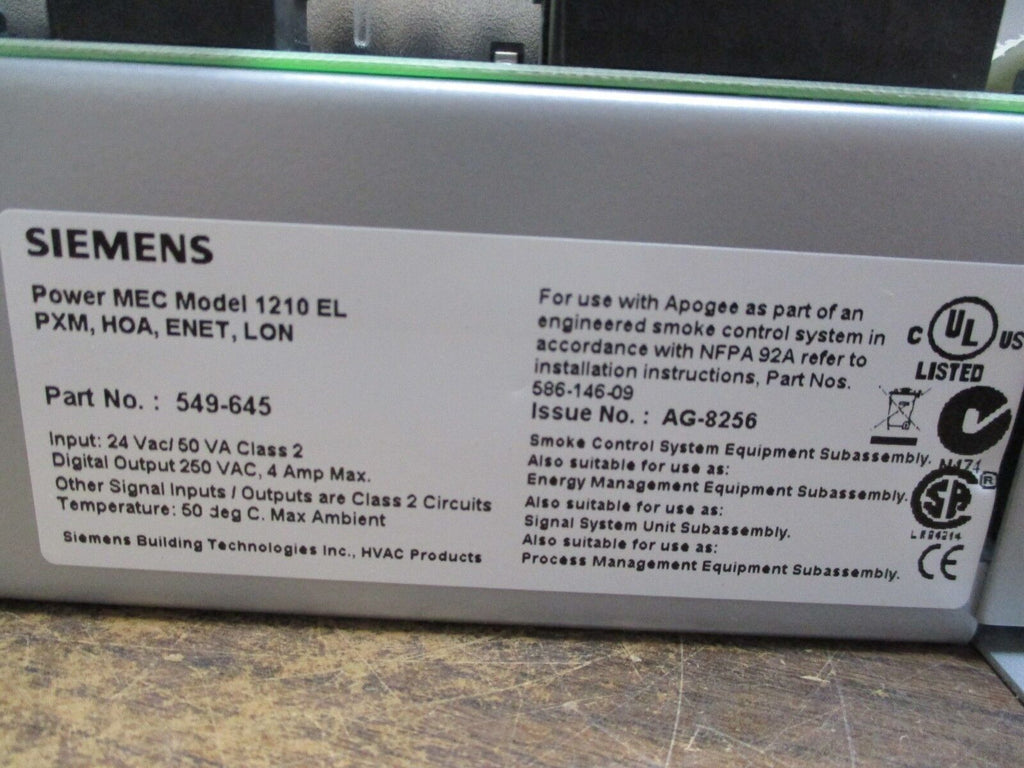 SIEMENS
Power MEC Model 1210 EL
PXM, HOA, ENET, LON
Part No. : 549-645
Input: 24 Vac/ 50 VA Class 2
Digital Output 250 VAC, 4 Amp Max.
Other Signal Inputs / Outputs are Class 2 Circuits
Temperature: 50 deg C. Max Ambient
Siemens Building Technologies Inc., HVAC Products
For use with Apogee as part of an
engineered smoke control system in
accordance with NFPA 92A refer to
installation instructions, Part Nos.
586-146-09
Issue No. : AG-8256
Smoke Control System Equipment Subassembly.
Also suitable for use as:
Energy Management Equipment Subassembly.
Also suitable for use as:
Signal System Unit Subassembly.
Also suitable for use as:
Process Management Equipment Subassembly.
C UL US
LISTED
N474
SP ®
CE